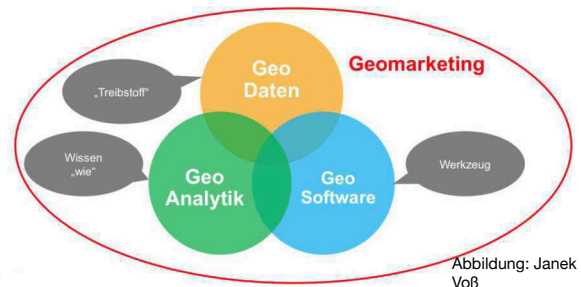 Geo
Daten
Geomarketing
„Treibstoff“
Wissen
„wie“
Geo
Analytik
Geo
Software
Werkzeug
Abbildung: Janek
Voß